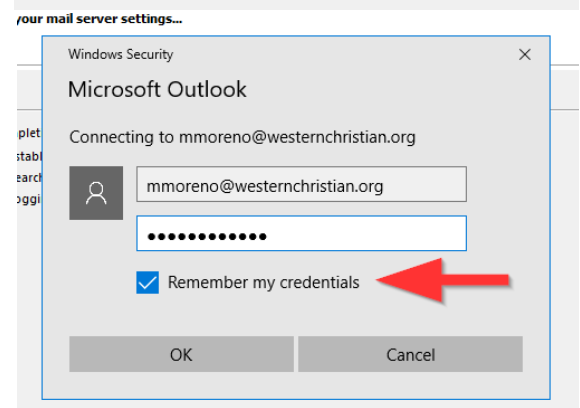 your mail server settings...
Windows Security
Microsoft Outlook
Connecting to mmoreno@westernchristian.org
mmoreno@westernchristian.org
●●●●●●●●●●●●
Remember my credentials
OK Cancel